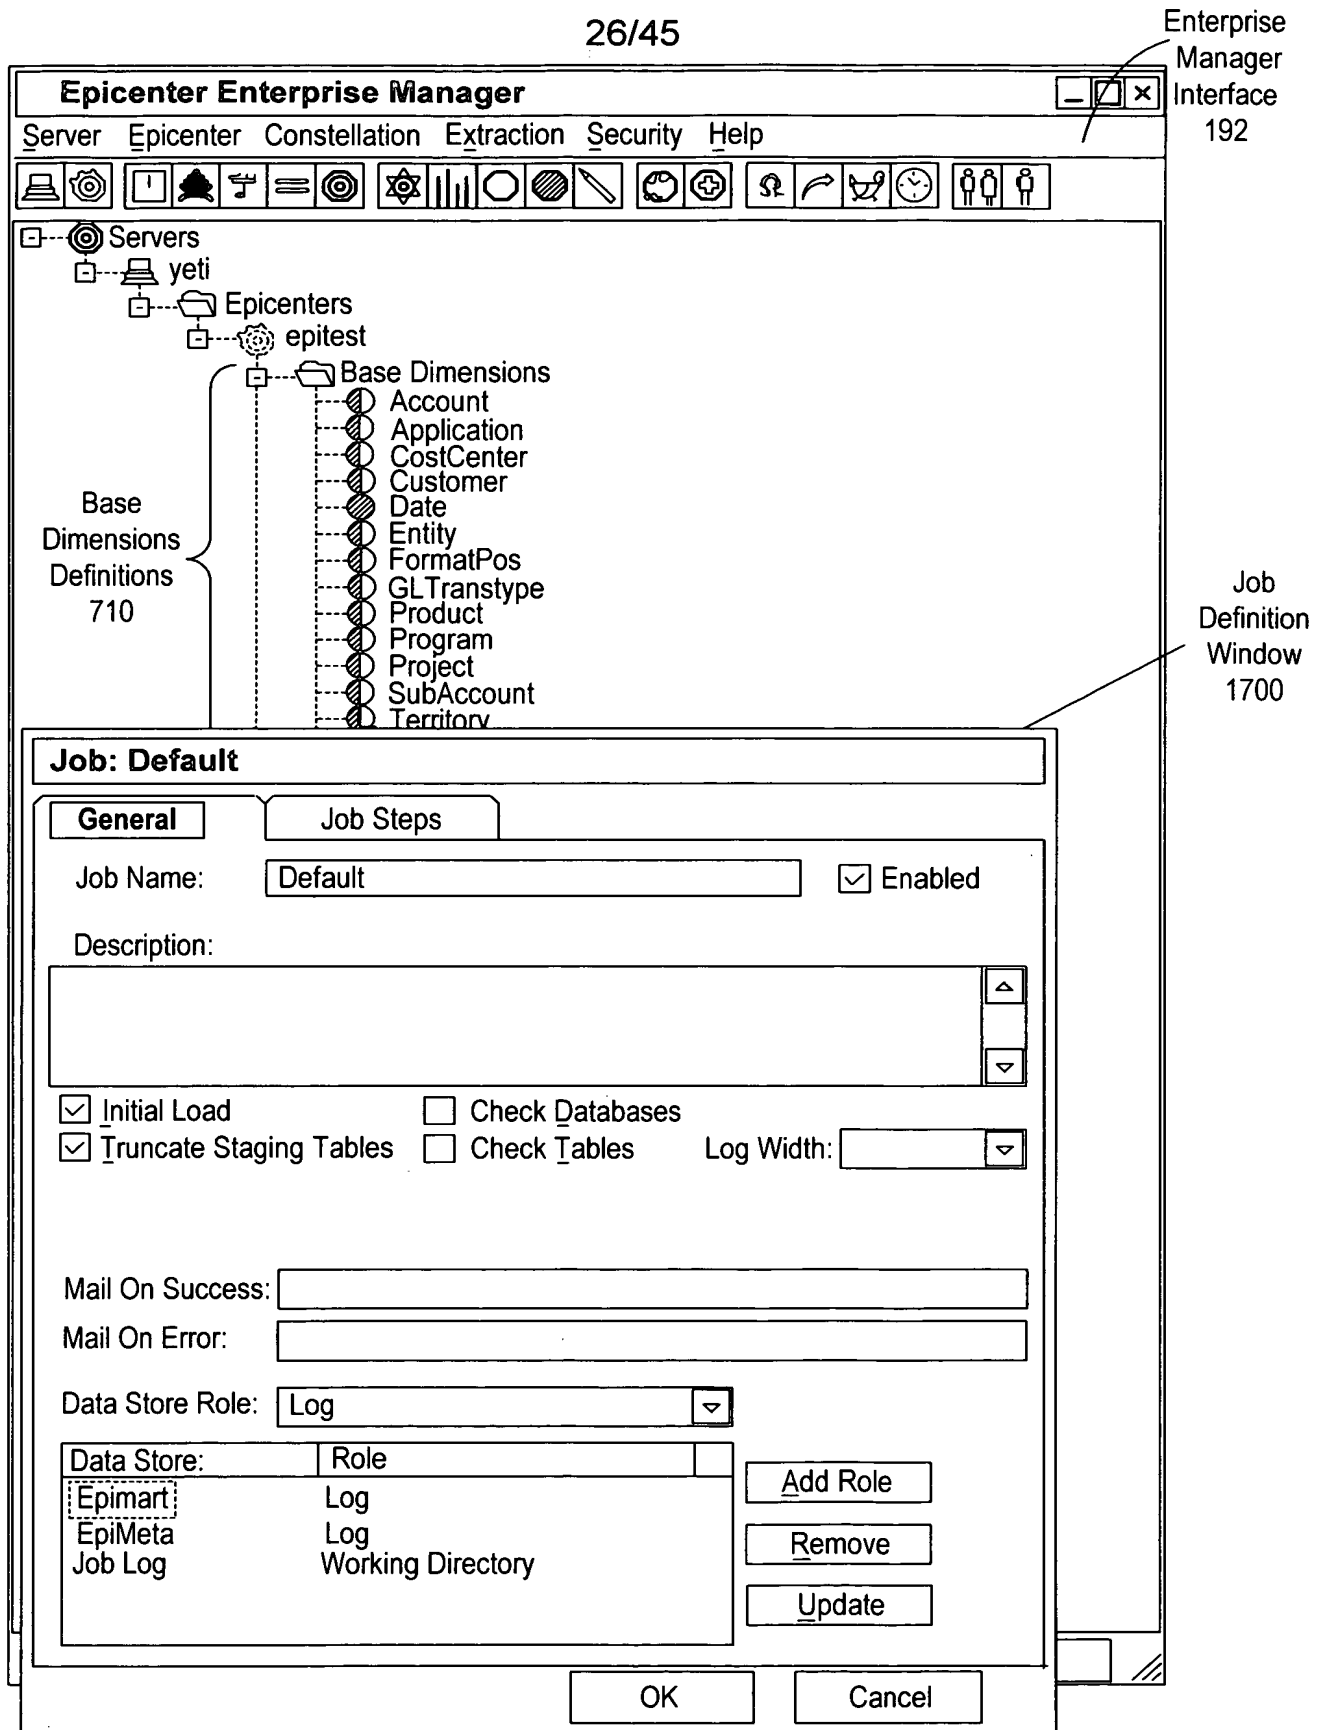 26/45
Enterprise
Manager
Interface
192
Epicenter Enterprise Manager
Server Epicenter Constellation Extraction Security Help
Servers
yeti
Epicenters
epitest
Base Dimensions
Account
Application
CostCenter
Customer
Date
Entity
FormatPos
GLTranstype
Product
Program
Project
SubAccount
Territory
Base
Dimensions
Definitions
710
Job
Definition
Window
1700
Job: Default
General Job Steps
Job Name: Default Enabled
Description:
Initial Load Check Databases
Truncate Staging Tables Check Tables Log Width:
Mail On Success:
Mail On Error:
Data Store Role: Log
Data Store: Role
Epimart Log
EpiMeta Log
Job Log Working Directory
Add Role
Remove
Update
OK Cancel